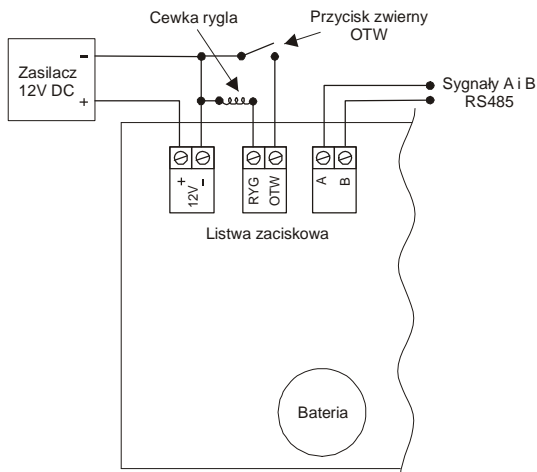 Cewka rygla
Przycisk zwierny
OTW
-
Zasilacz
12V DC
+
Sygnały A i B
RS485
+
12V
-
RYG
OTW
A
B
Listwa zaciskowa
Bateria